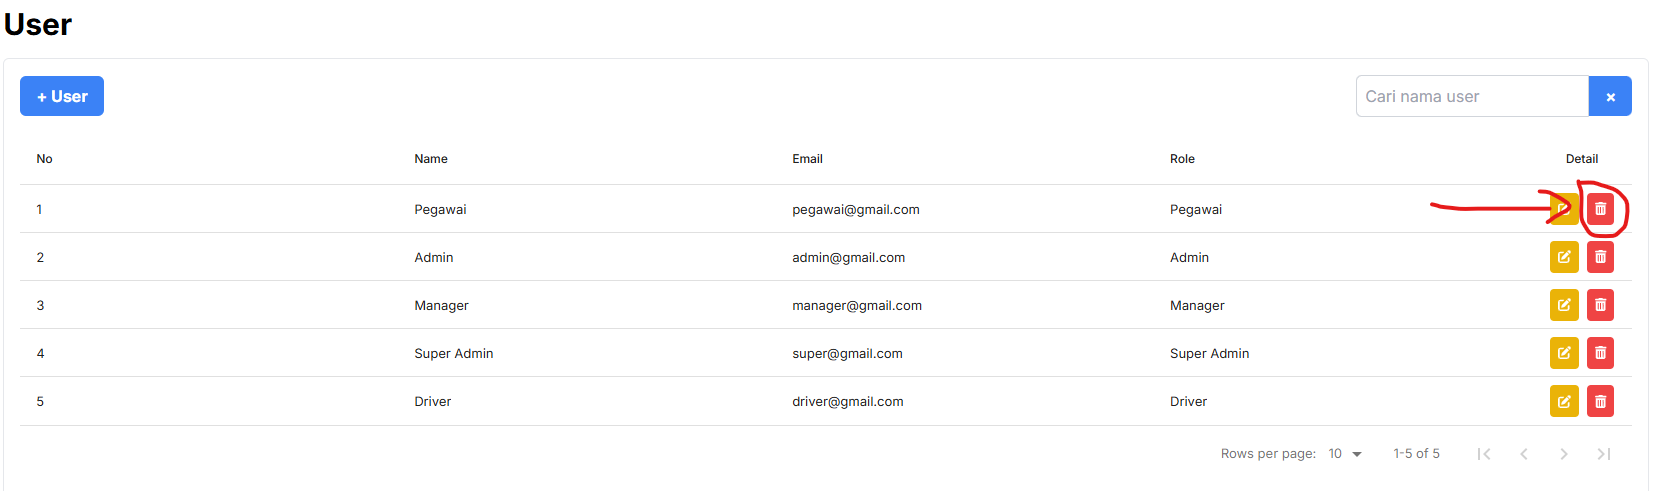 User
+ User
Cari nama user ×
No Name Email Role Detail
1 Pegawai pegawai@gmail.com Pegawai
2 Admin admin@gmail.com Admin
3 Manager manager@gmail.com Manager
4 Super Admin super@gmail.com Super Admin
5 Driver driver@gmail.com Driver
Rows per page: 10 1-5 of 5